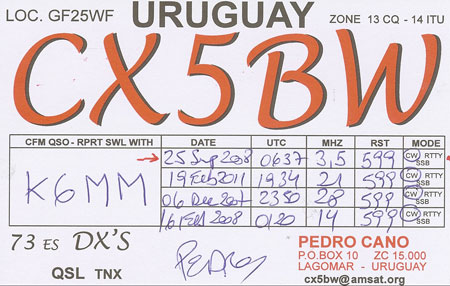 LOC. GF25WF URUGUAY ZONE 13 CQ - 14 ITU
CX5BW
CFM QSO - RPRT SWL WITH DATE UTC MHZ RST MODE
K6MM
25 Sep 2008 0637 3,5 599 CW RTTY SSB
19 Feb 2011 1934 21 599 CW RTTY SSB
06 Dec 2001 2350 28 599 CW RTTY SSB
16 Feb 2008 0120 14 599 CW RTTY SSB
73 ES DX'S
QSL TNX
PEDRO
PEDRO CANO
P.O.BOX 10 ZC 15.000
LAGOMAR - URUGUAY
cx5bw@amsat.org